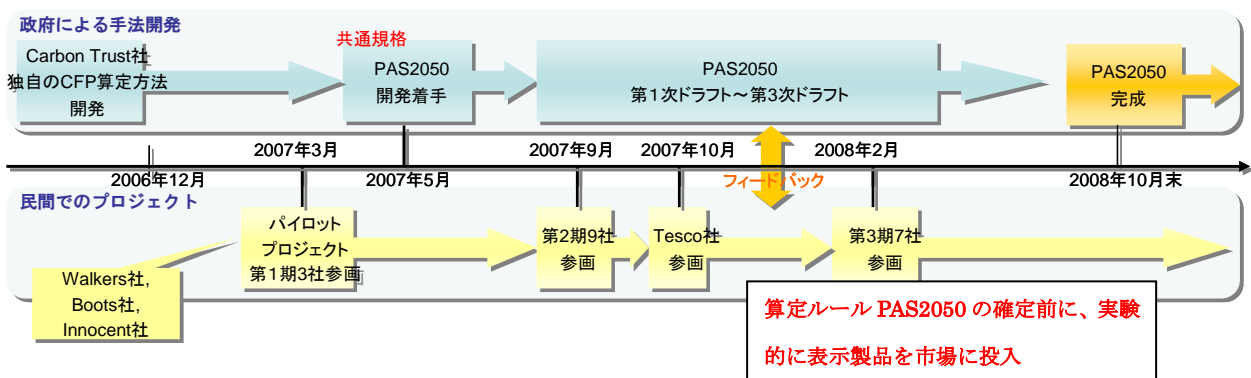 政府による手法開発
Carbon Trust社
独自のCFP算定方法
開発
共通規格
PAS2050
開発着手
PAS2050
第1次ドラフト～第3次ドラフト
PAS2050
完成
2007年3月
2007年9月
2007年10月
2008年2月
2006年12月
2007年5月
フィードバック
2008年10月末
民間でのプロジェクト
パイロット
プロジェクト
第1期3社参画
第2期9社
参画
Tesco社
参画
第3期7社
参画
Walkers社,
Boots社,
Innocent社
算定ルール PAS2050 の確定前に、実験
的に表示製品を市場に投入